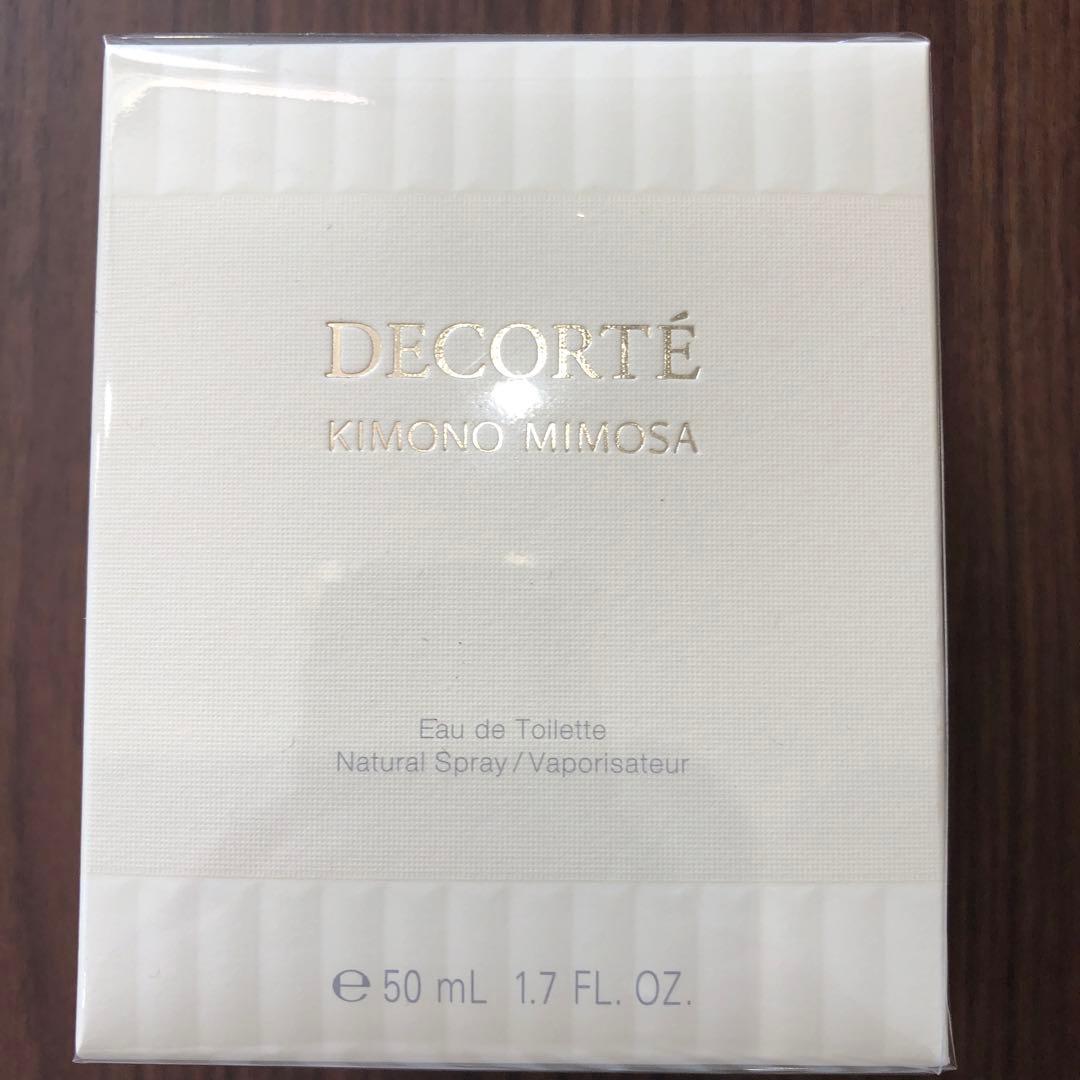 DECORTÉ
KIMONO MIMOSA
Eau de Toilette
Natural Spray/Vaporisateur
℮ 50 mL 1.7 FL. OZ.